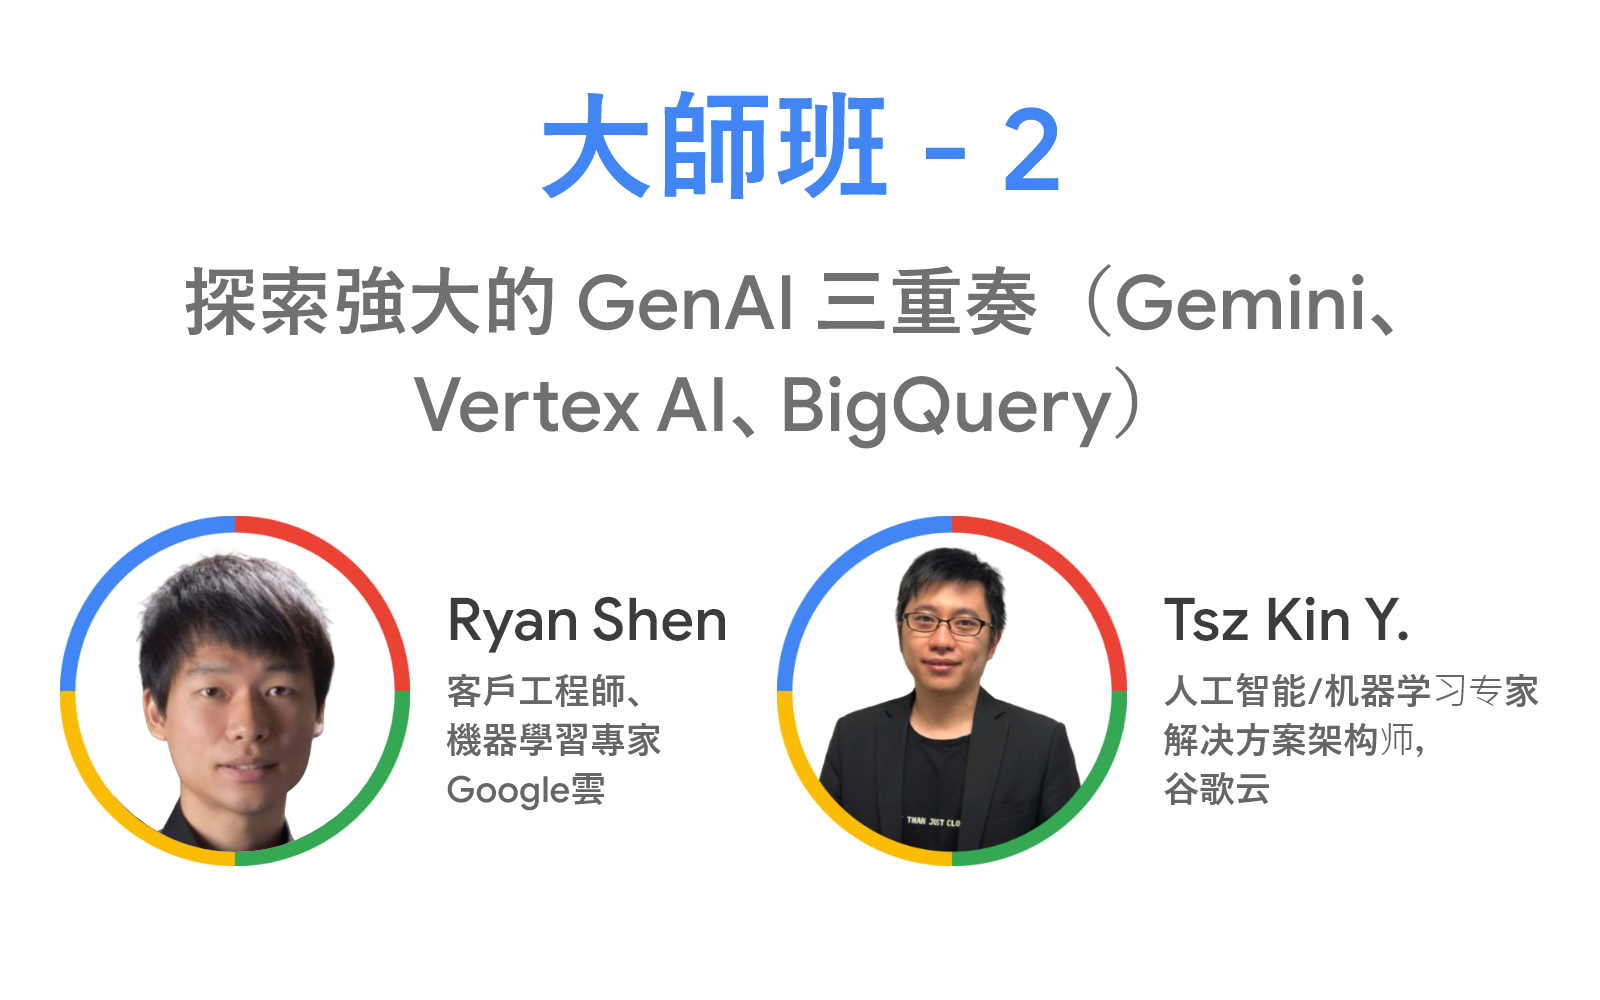 大師班 - 2
探索強大的 GenAI 三重奏（Gemini、
Vertex AI、BigQuery）
Ryan Shen
客戶工程師、
機器學習專家
Google雲
Tsz Kin Y.
人工智能/机器学习专家
解决方案架构师，
谷歌云
THAN JUST CLO